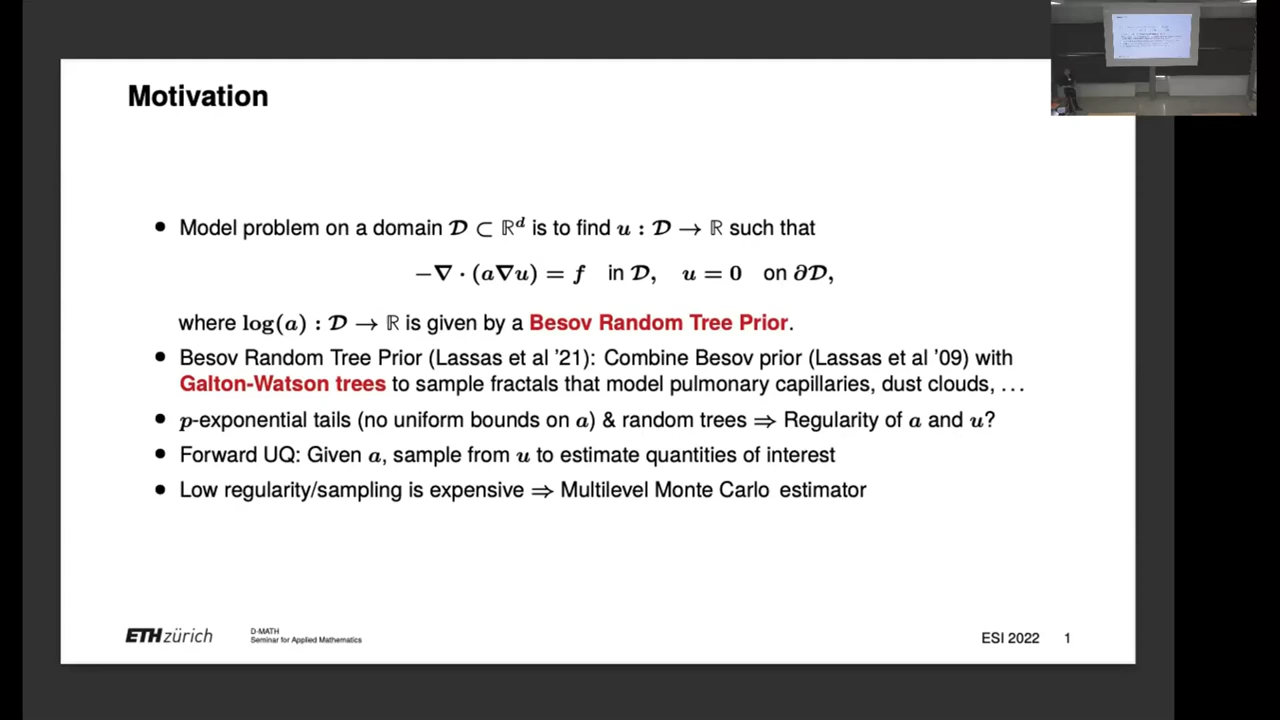 Motivation
• Model problem on a domain 𝓓 ⊂ ℝᵈ is to find u : 𝓓 → ℝ such that
−∇ · (a∇u) = f in 𝓓, u = 0 on ∂𝓓,
where log(a) : 𝓓 → ℝ is given by a Besov Random Tree Prior.
• Besov Random Tree Prior (Lassas et al '21): Combine Besov prior (Lassas et al '09) with
Galton-Watson trees to sample fractals that model pulmonary capillaries, dust clouds, …
• p-exponential tails (no uniform bounds on a) & random trees ⇒ Regularity of a and u?
• Forward UQ: Given a, sample from u to estimate quantities of interest
• Low regularity/sampling is expensive ⇒ Multilevel Monte Carlo estimator
ETH zürich
D-MATH
Seminar for Applied Mathematics
ESI 2022 1